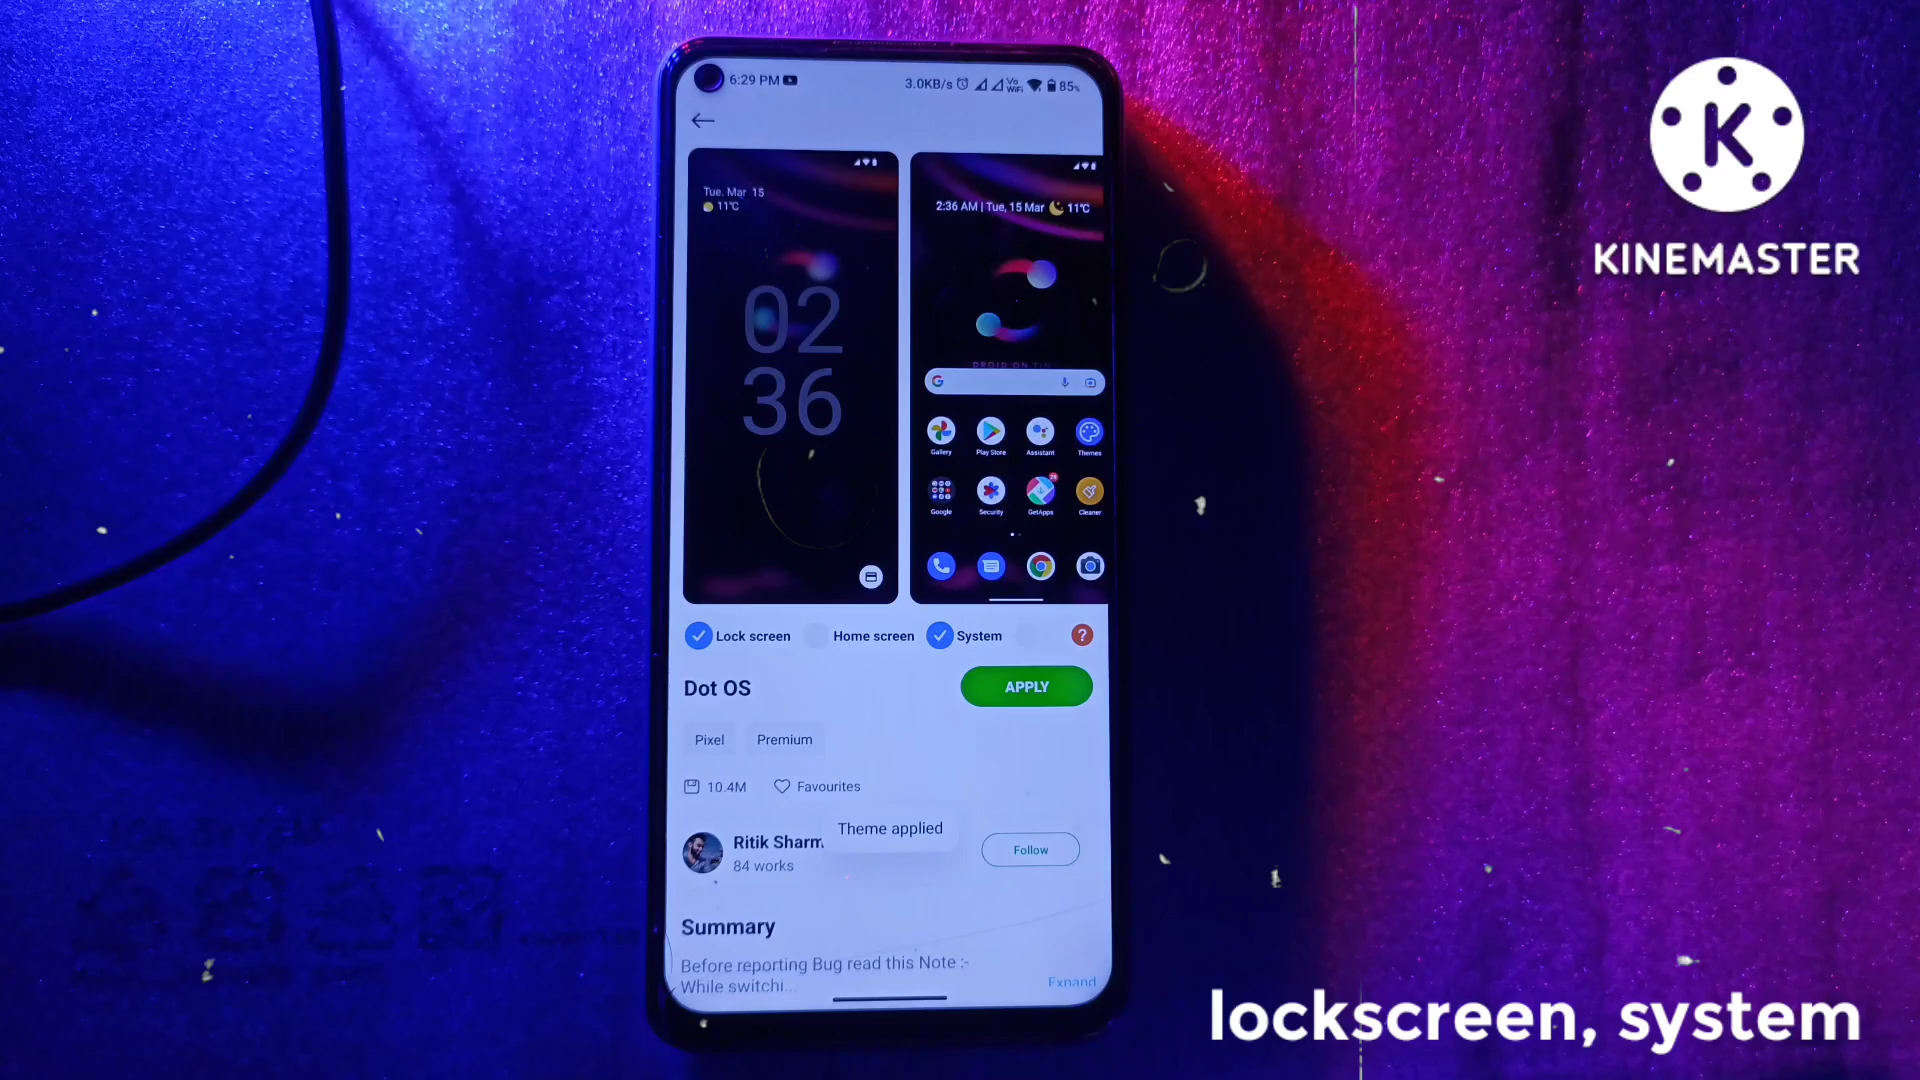 6:29 PM
3.0KB/s Vo WiFi 85%
Tue. Mar 15
11°C
02
36
2:36 AM | Tue, 15 Mar 11°C
G
Gallery Play Store Assistant Themes
Google Security GetApps Cleaner
Lock screen Home screen System ?
Dot OS APPLY
Pixel Premium
10.4M Favourites
Theme applied
Ritik Sharm
84 works
Follow
Summary
Before reporting Bug read this Note :-
While switchi... Expand
K
KINEMASTER
lockscreen, system